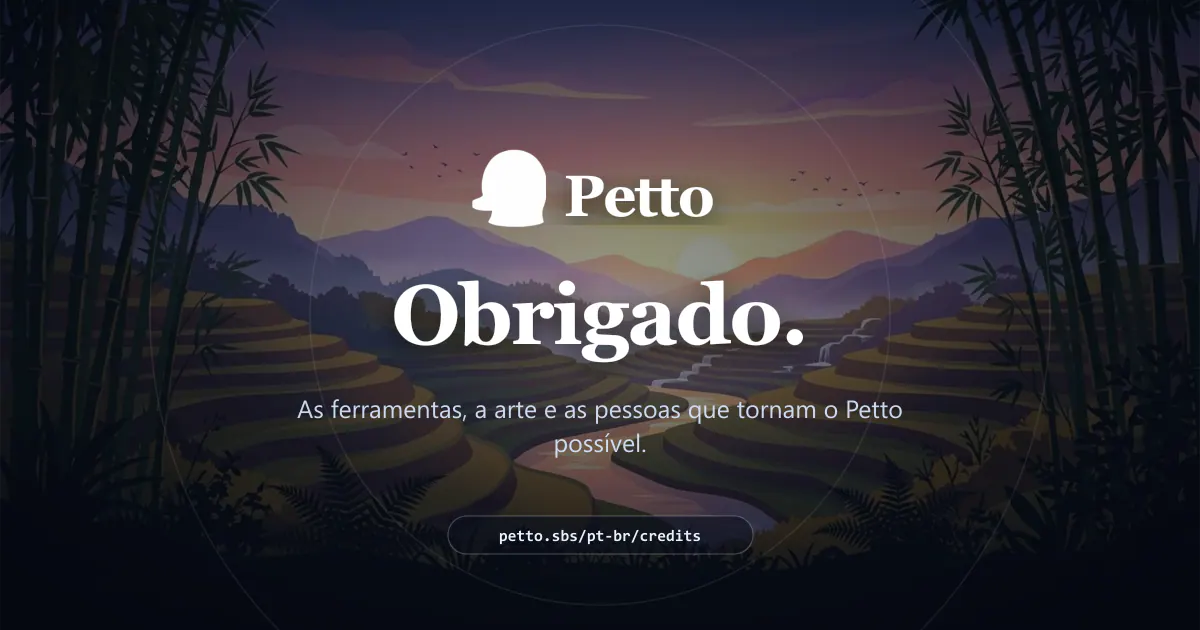 Petto
Obrigado.
As ferramentas, a arte e as pessoas que tornam o Petto
possível.
petto.sbs/pt-br/credits